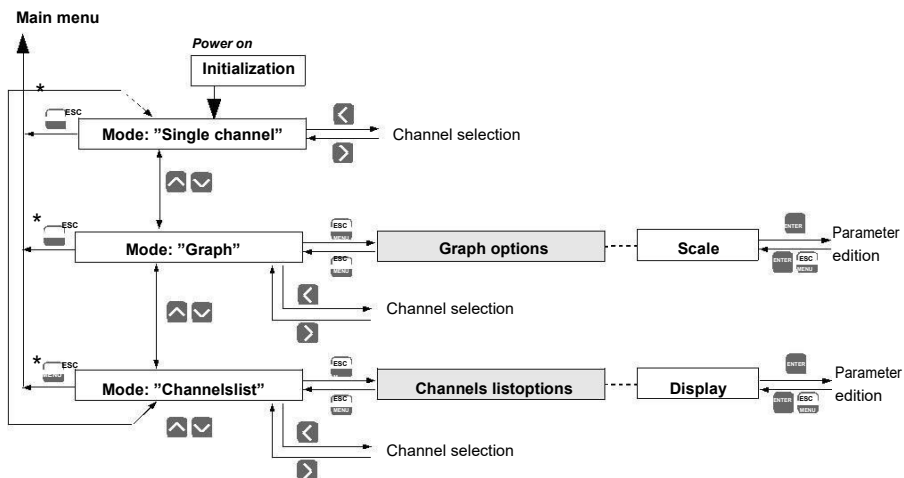 Main menu
Power on
Initialization
*
ESC
Mode: ”Single channel”
Channel selection
*
ESC
Mode: ”Graph”
ESC
MENU
ESC
MENU
Graph options
Scale
ENTER
ENTER
ESC
MENU
Parameter
edition
Channel selection
*
ESC
MENU
Mode: ”Channelslist”
ESC
ESC
MENU
Channels listoptions
Display
ENTER
ENTER
ESC
MENU
Parameter
edition
Channel selection